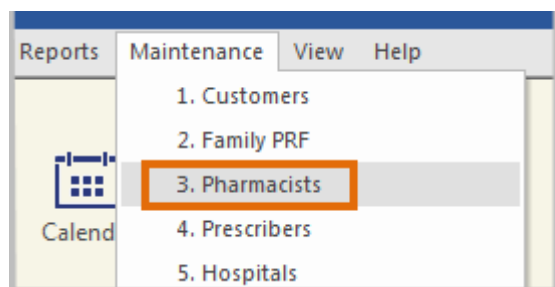 Reports Maintenance View Help
1. Customers
2. Family PRF
3. Pharmacists
Calend 4. Prescribers
5. Hospitals